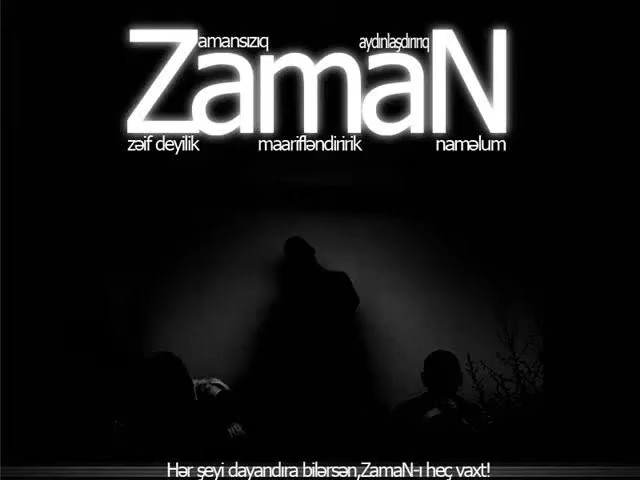 amansızıq aydınlaşdırırıq
ZamaN
zəif deyilik maarifləndiririk naməlum
Hər şeyi dayandıra bilərsən,ZamaN-ı heç vaxt!